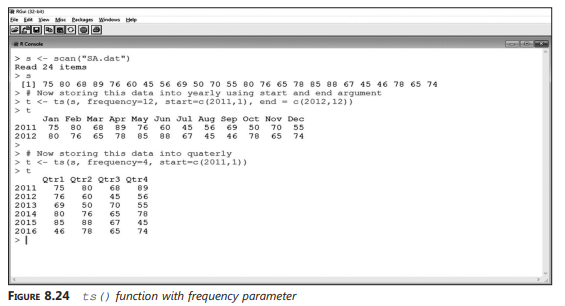 RGui (32-bit)
File Edit View Misc Packages Windows Help
R Console
> s <- scan("SA.dat")
Read 24 items
> s
[1] 75 80 68 89 76 60 45 56 69 50 70 55 80 76 65 78 85 88 67 45 46 78 65 74
> # Now storing this data into yearly using start and end argument
> t <- ts(s, frequency=12, start=c(2011,1), end = c(2012,12))
> t
Jan Feb Mar Apr May Jun Jul Aug Sep Oct Nov Dec
2011 75 80 68 89 76 60 45 56 69 50 70 55
2012 80 76 65 78 85 88 67 45 46 78 65 74
>
> # Now storing this data into quaterly
> t <- ts(s, frequency=4, start=c(2011,1))
> t
Qtr1 Qtr2 Qtr3 Qtr4
2011 75 80 68 89
2012 76 60 45 56
2013 69 50 70 55
2014 80 76 65 78
2015 85 88 67 45
2016 46 78 65 74
> |
FIGURE 8.24 ts() function with frequency parameter